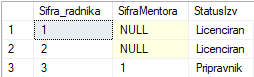 Sifra_radnika SifraMentora StatusIzv
1 1 NULL Licenciran
2 2 NULL Licenciran
3 3 1 Pripravnik